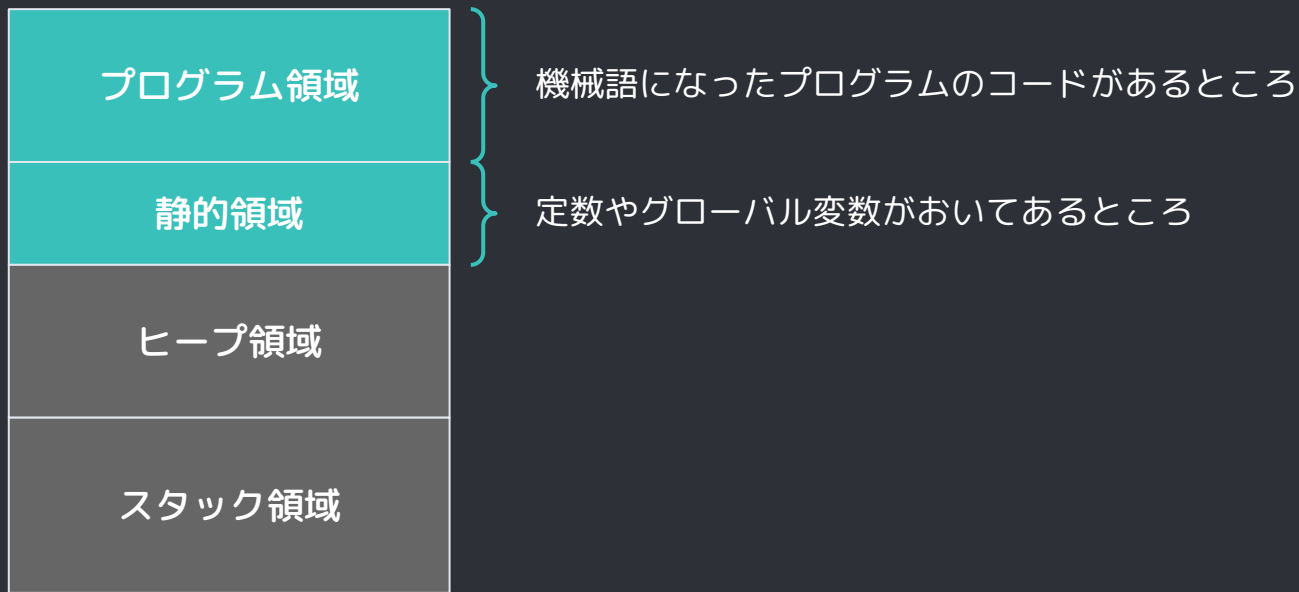 プログラム領域
機械語になったプログラムのコードがあるところ
静的領域
定数やグローバル変数がおいてあるところ
ヒープ領域
スタック領域